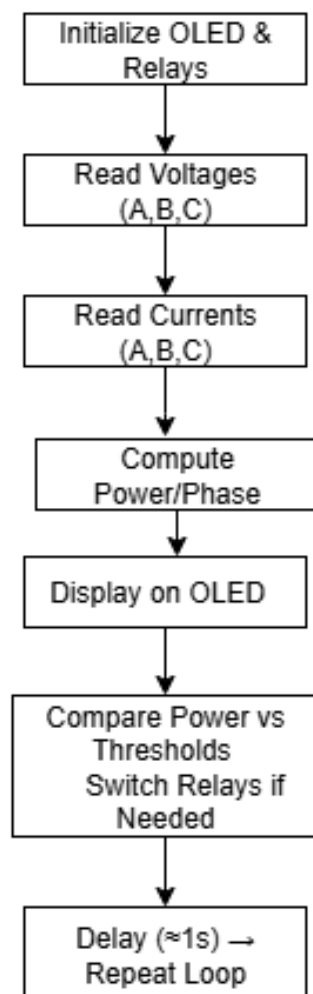 Initialize OLED &
Relays
Read Voltages
(A,B,C)
Read Currents
(A,B,C)
Compute
Power/Phase
Display on OLED
Compare Power vs
Thresholds
Switch Relays if
Needed
Delay (≈1s) →
Repeat Loop